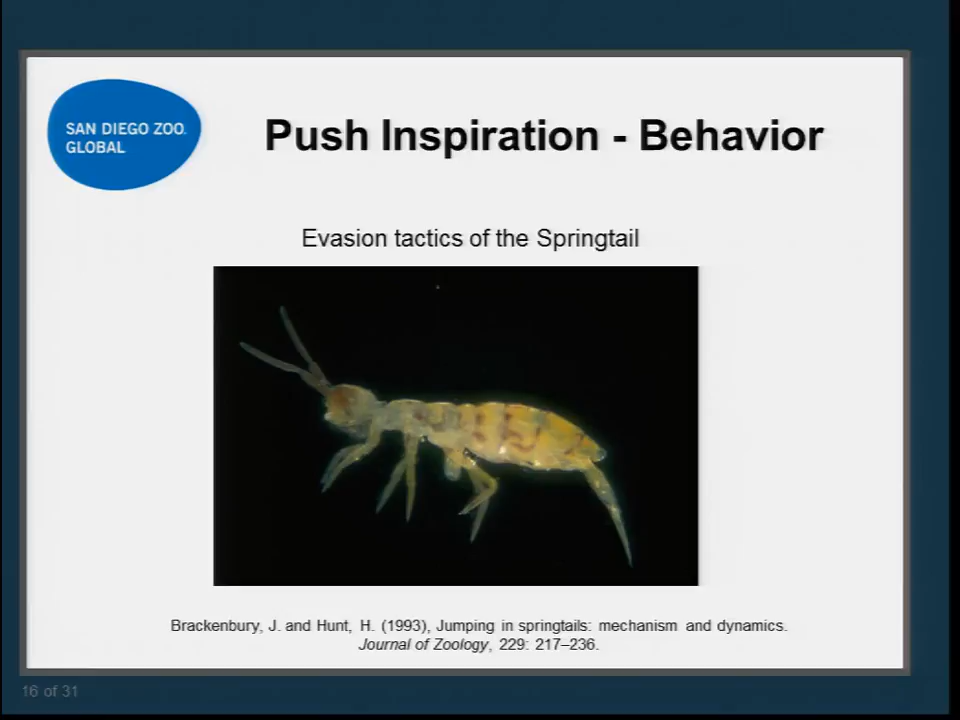 SAN DIEGO ZOO
GLOBAL
Push Inspiration - Behavior
Evasion tactics of the Springtail
Brackenbury, J. and Hunt, H. (1993), Jumping in springtails: mechanism and dynamics.
Journal of Zoology, 229: 217–236.
16 of 31